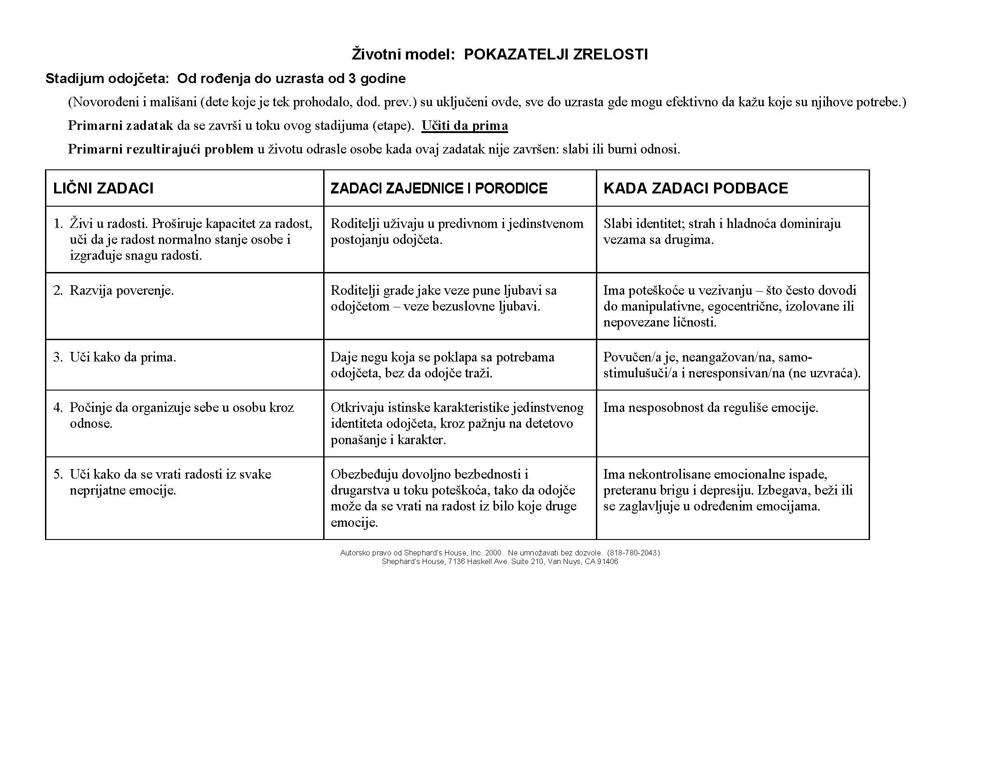 Životni model:  POKAZATELJI ZRELOSTI
Stadijum odojčeta:  Od rođenja do uzrasta od 3 godine
(Novorođeni i mališani (dete koje je tek prohodalo, dod. prev.) su uključeni ovde, sve do uzrasta gde mogu efektivno da kažu koje su njihove potrebe.)
Primarni zadatak da se završi u toku ovog stadijuma (etape).  Učiti da prima
Primarni rezultirajući problem u životu odrasle osobe kada ovaj zadatak nije završen: slabi ili burni odnosi.
LIČNI ZADACI
ZADACI ZAJEDNICE I PORODICE
KADA ZADACI PODBACE
1. Živi u radosti. Proširuje kapacitet za radost,
uči da je radost normalno stanje osobe i
izgrađuje snagu radosti.
Roditelji uživaju u predivnom i jedinstvenom
postojanju odojčeta.
Slabi identitet; strah i hladnoća dominiraju
vezama sa drugima.
2. Razvija poverenje.
Roditelji grade jake veze pune ljubavi sa
odojčetom – veze bezuslovne ljubavi.
Ima poteškoće u vezivanju – što često dovodi
do manipulativne, egocentrične, izolovane ili
nepovezane ličnosti.
3. Uči kako da prima.
Daje negu koja se poklapa sa potrebama
odojčeta, bez da odojče traži.
Povučen/a je, neangažovan/na, samo-
stimulušuči/a i neresponsivan/na (ne uzvraća).
4. Počinje da organizuje sebe u osobu kroz
odnose.
Otkrivaju istinske karakteristike jedinstvenog
identiteta odojčeta, kroz pažnju na detetovo
ponašanje i karakter.
Ima nesposobnost da reguliše emocije.
5. Uči kako da se vrati radosti iz svake
neprijatne emocije.
Obezbeđuju dovoljno bezbednosti i
drugarstva u toku poteškoća, tako da odojče
može da se vrati na radost iz bilo koje druge
emocije.
Ima nekontrolisane emocionalne ispade,
preteranu brigu i depresiju. Izbegava, beži ili
se zaglavljuje u određenim emocijama.
Autorsko pravo od Shephard's House, Inc. 2000.  Ne umnožavati bez dozvole.  (818-780-2043)
Shephard's House, 7136 Haskell Ave. Suite 210, Van Nuys, CA 91406